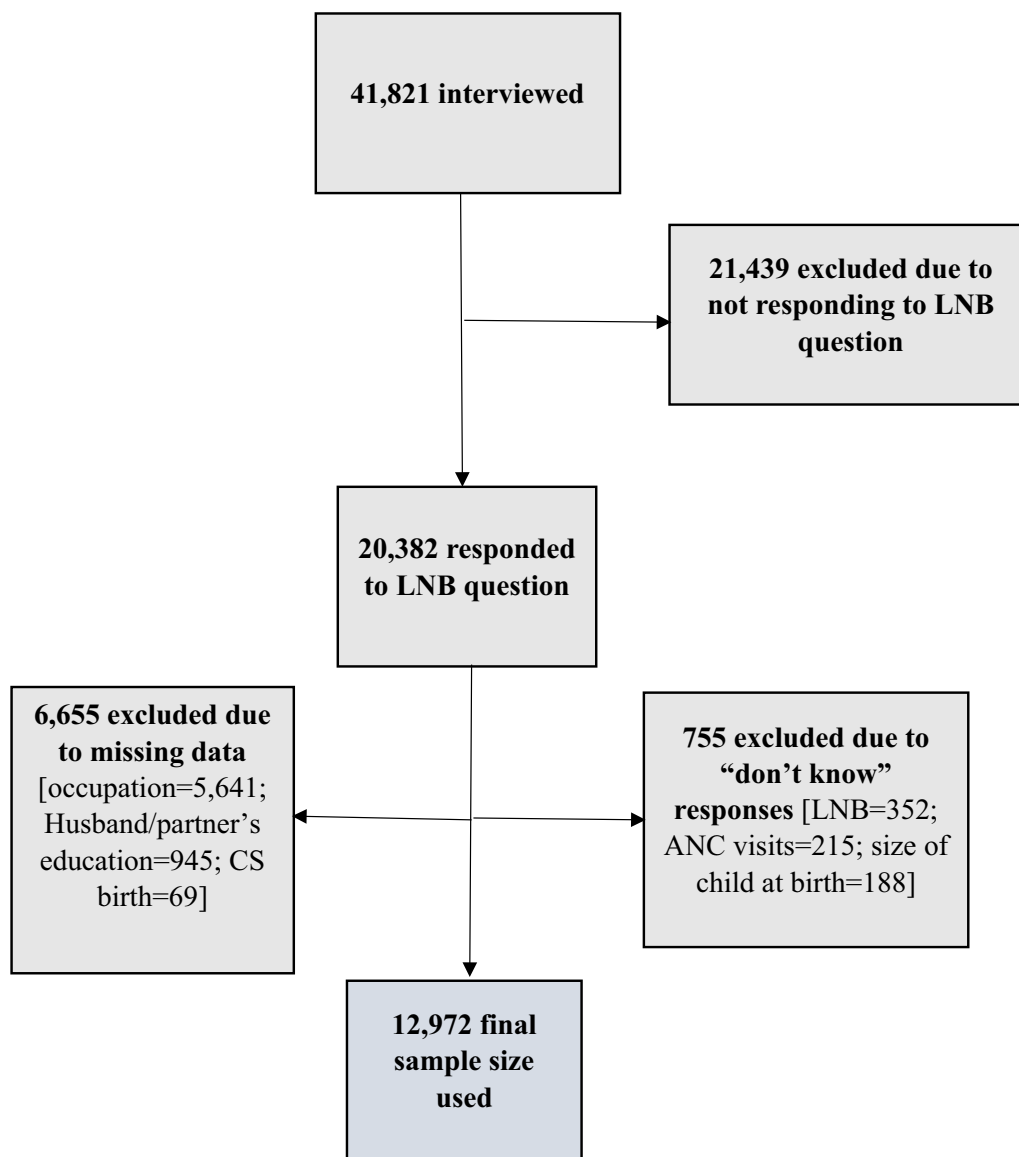 41,821 interviewed
21,439 excluded due to
not responding to LNB
question
20,382 responded
to LNB question
6,655 excluded due
to missing data
[occupation=5,641;
Husband/partner’s
education=945; CS
birth=69]
755 excluded due to
“don’t know”
responses [LNB=352;
ANC visits=215; size of
child at birth=188]
12,972 final
sample size
used